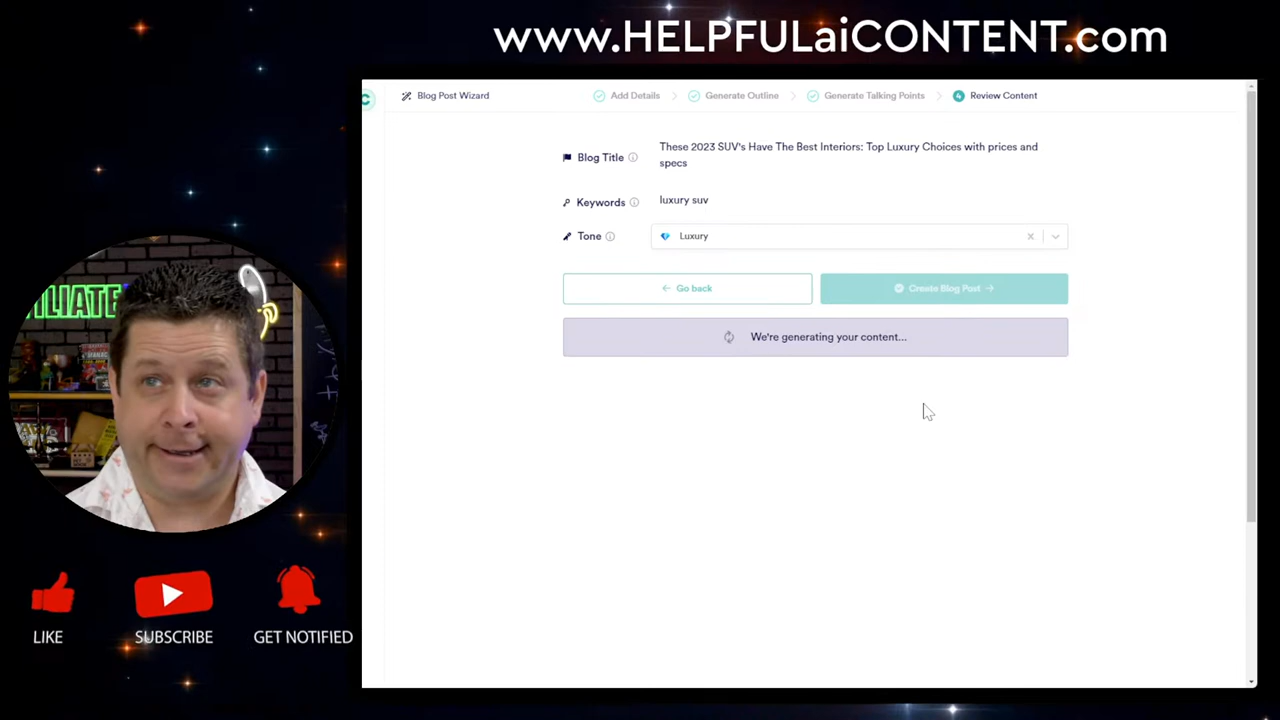 www.HELPFULaiCONTENT.com
Blog Post Wizard
Add Details
Generate Outline
Generate Talking Points
Review Content
Blog Title
These 2023 SUV's Have The Best Interiors: Top Luxury Choices with prices and
specs
Keywords
luxury suv
Tone
Luxury
Go back
Create Blog Post
We're generating your content...
LIKE
SUBSCRIBE
GET NOTIFIED